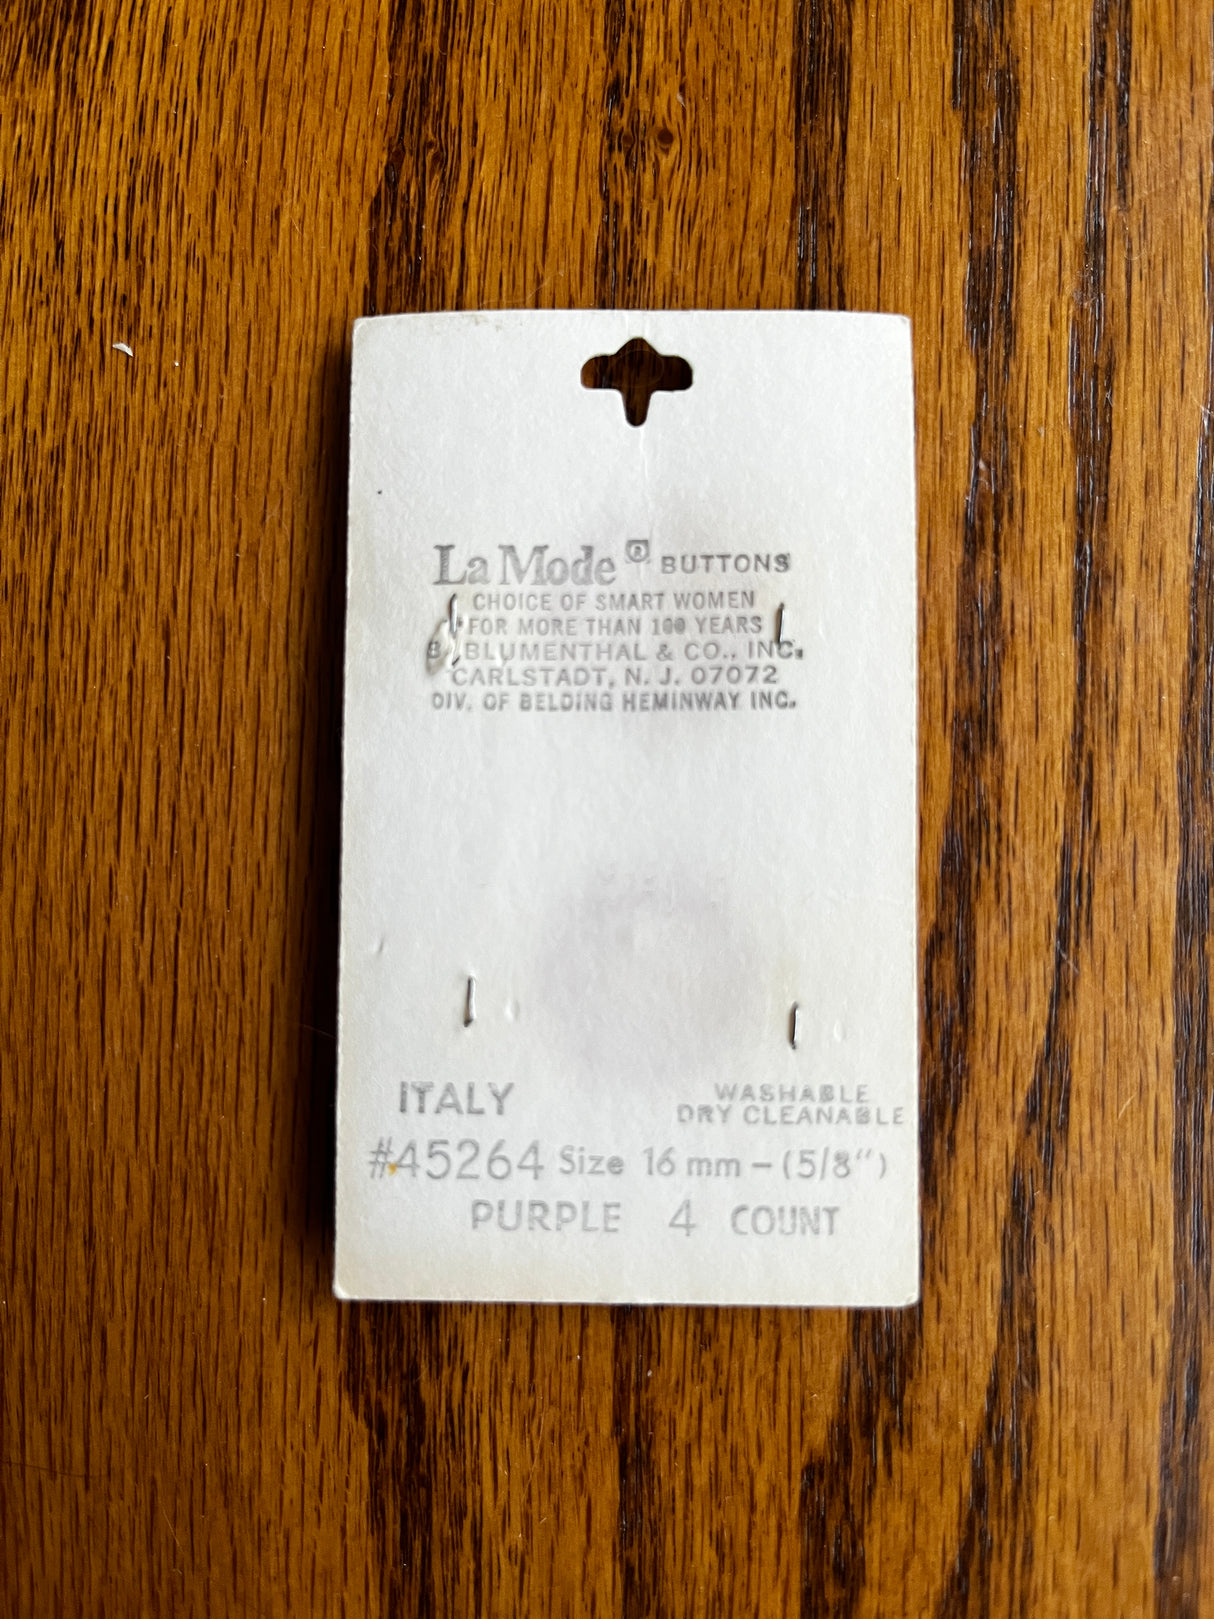 La Mode ® BUTTONS
CHOICE OF SMART WOMEN
FOR MORE THAN 100 YEARS
B. BLUMENTHAL & CO., INC.
CARLSTADT, N. J. 07072
DIV. OF BELDING HEMINWAY INC.
ITALY
WASHABLE
DRY CLEANABLE
#45264 Size 16 mm – (5/8")
PURPLE 4 COUNT